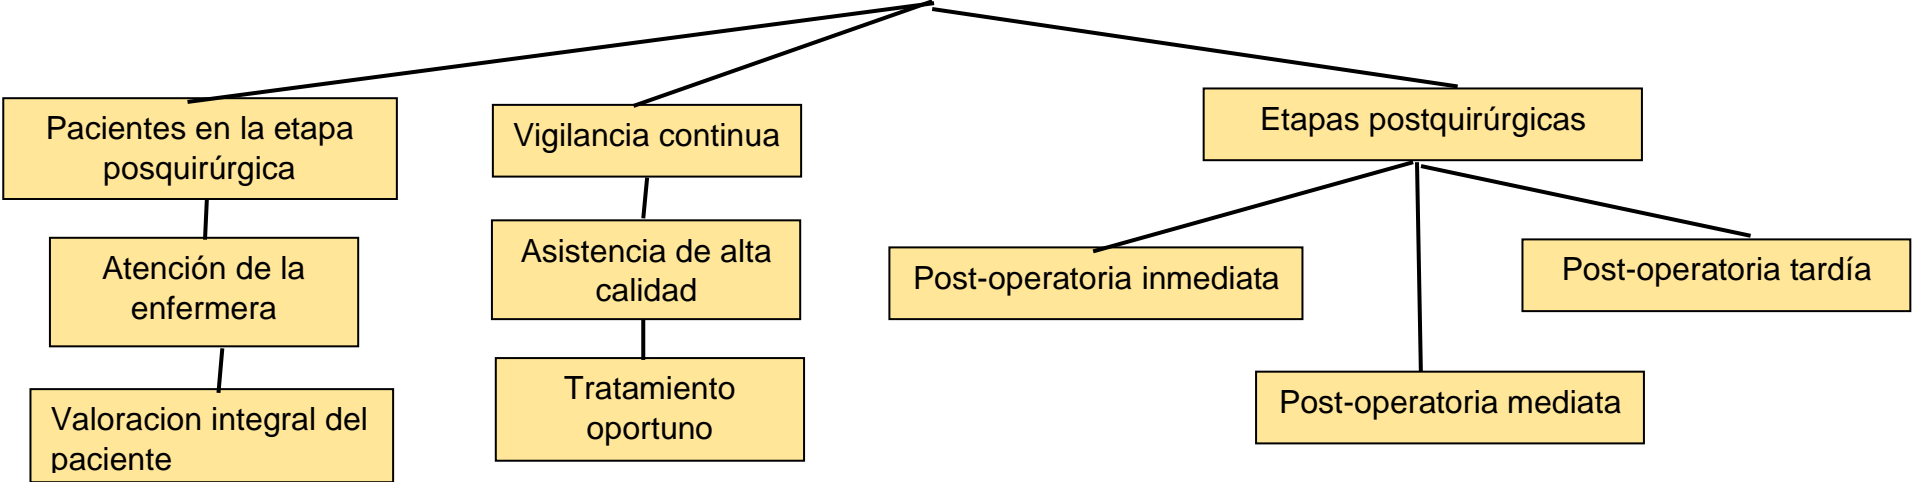 Pacientes en la etapa
posquirúrgica
Atención de la
enfermera
Valoracion integral del
paciente
Vigilancia continua
Asistencia de alta
calidad
Tratamiento
oportuno
Etapas postquirúrgicas
Post-operatoria inmediata
Post-operatoria mediata
Post-operatoria tardía